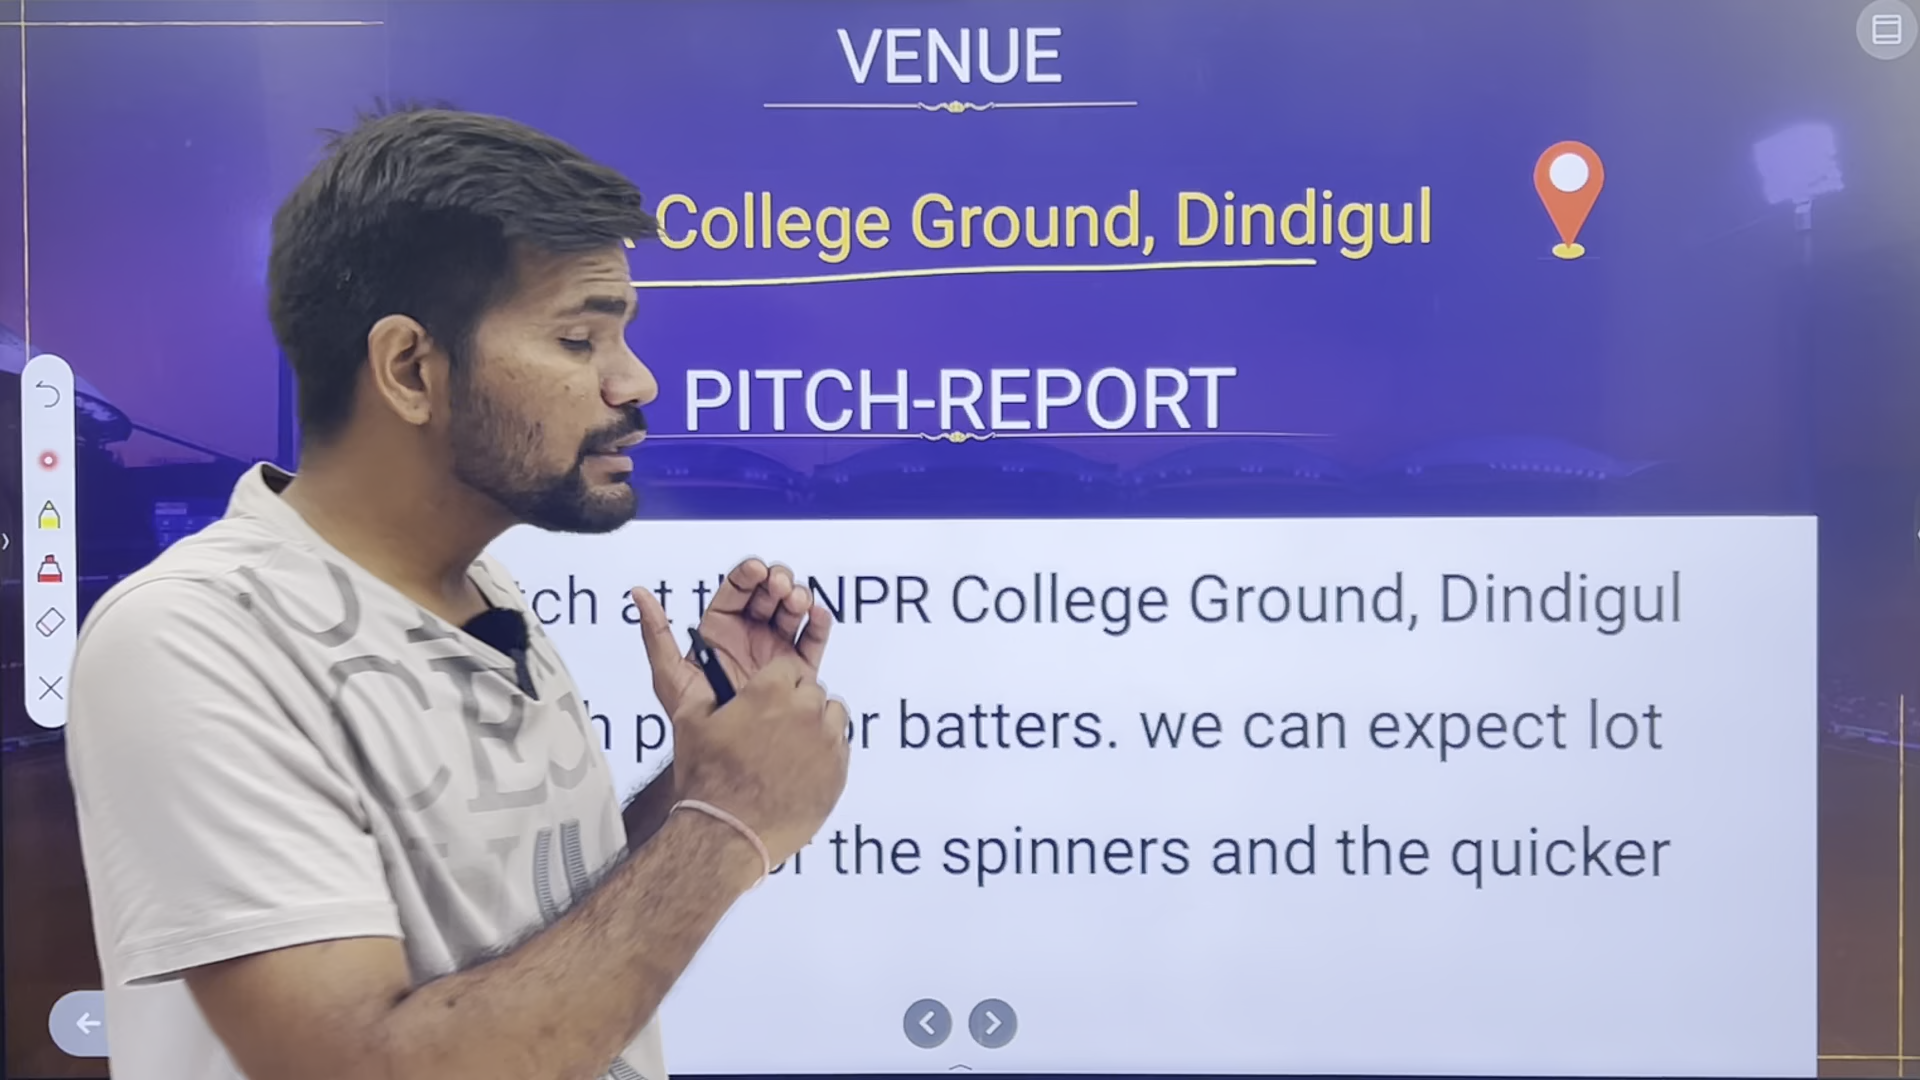 VENUE
College Ground, Dindigul
PITCH-REPORT
at NPR College Ground, Dindigul
batters. we can expect lot
the spinners and the quicker